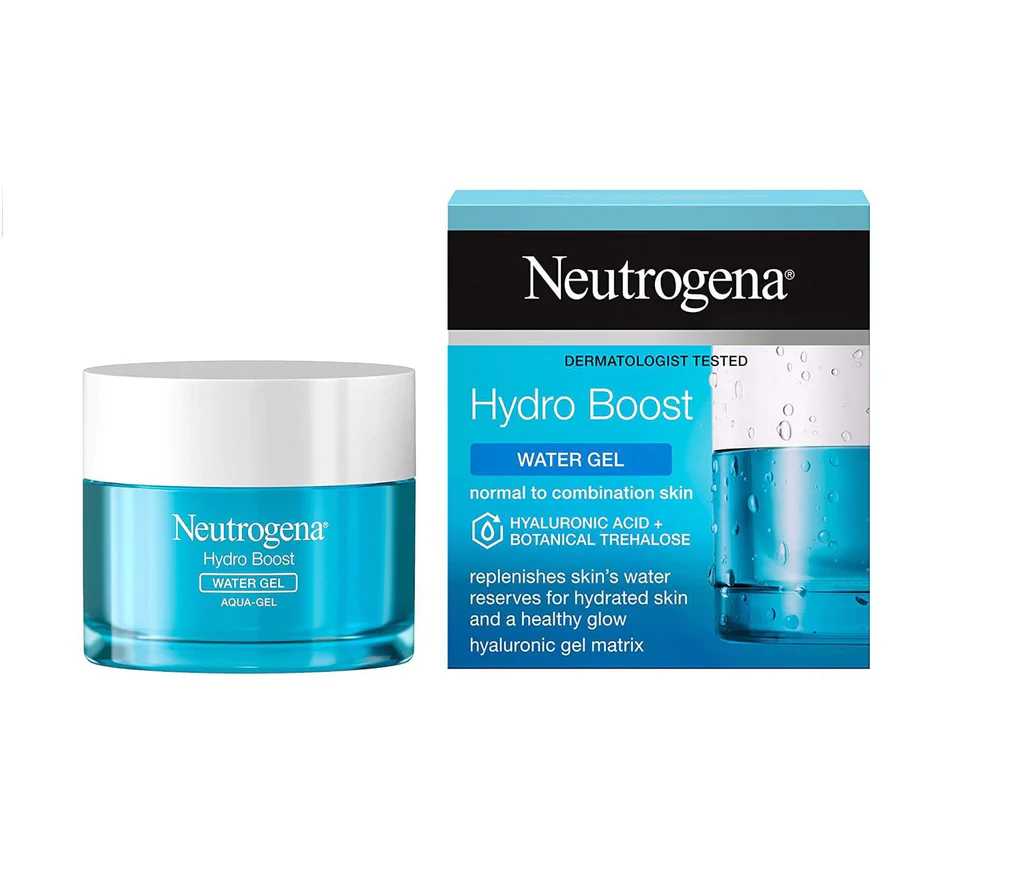 Neutrogena®
Hydro Boost
WATER GEL
AQUA-GEL
Neutrogena®
DERMATOLOGIST TESTED
Hydro Boost
WATER GEL
normal to combination skin
HYALURONIC ACID +
BOTANICAL TREHALOSE
replenishes skin's water
reserves for hydrated skin
and a healthy glow
hyaluronic gel matrix